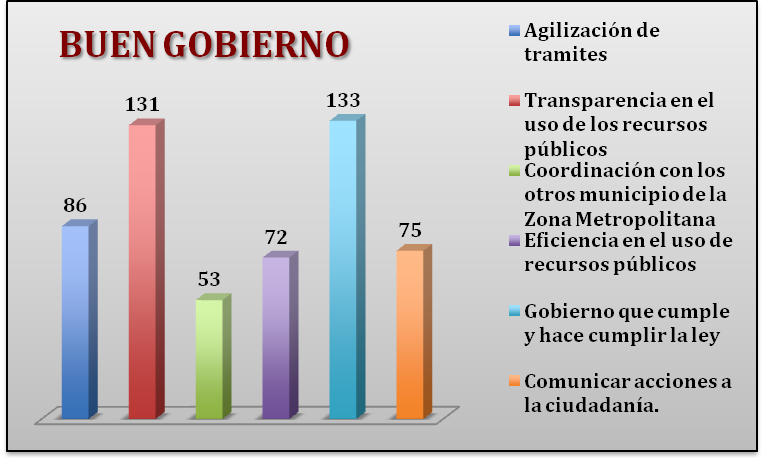 BUEN GOBIERNO
86
131
53
72
133
75
Agilización de
tramites
Transparencia en el
uso de los recursos
públicos
Coordinación con los
otros municipio de la
Zona Metropolitana
Eficiencia en el uso de
recursos públicos
Gobierno que cumple
y hace cumplir la ley
Comunicar acciones a
la ciudadanía.